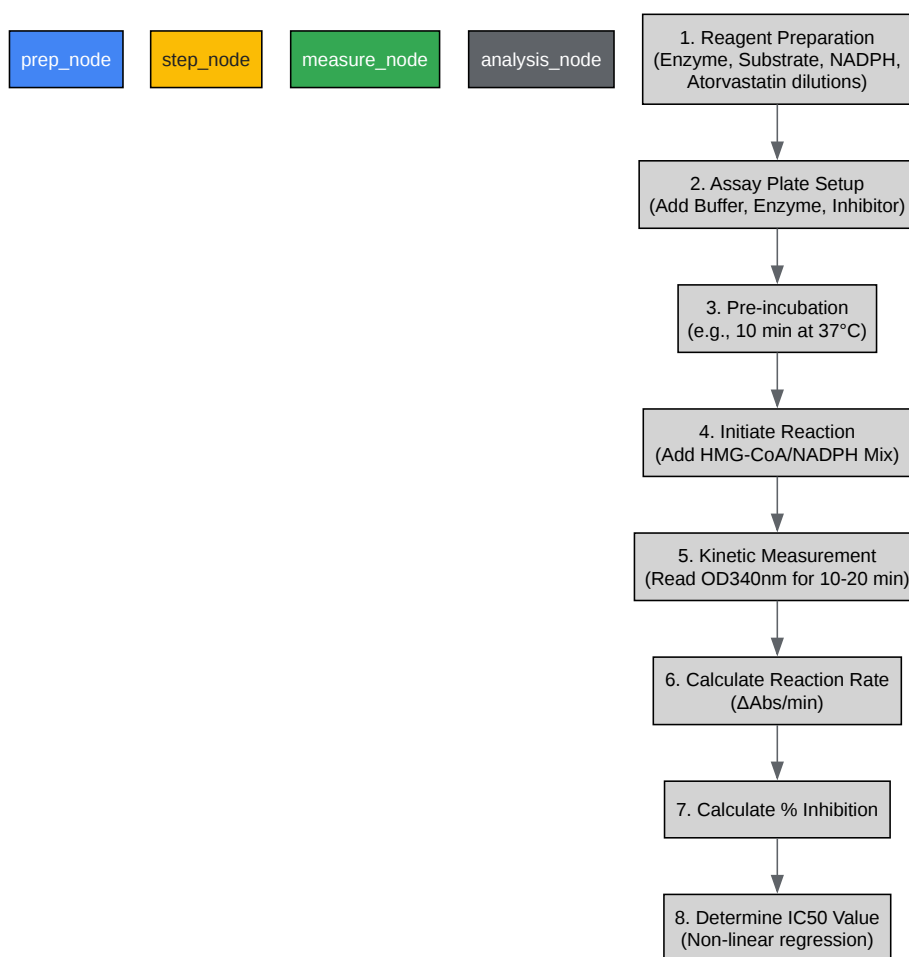 prep_node
step_node
measure_node
analysis_node
1. Reagent Preparation
(Enzyme, Substrate, NADPH,
Atorvastatin dilutions)
2. Assay Plate Setup
(Add Buffer, Enzyme, Inhibitor)
3. Pre-incubation
(e.g., 10 min at 37°C)
4. Initiate Reaction
(Add HMG-CoA/NADPH Mix)
5. Kinetic Measurement
(Read OD340nm for 10-20 min)
6. Calculate Reaction Rate
(ΔAbs/min)
7. Calculate % Inhibition
8. Determine IC50 Value
(Non-linear regression)